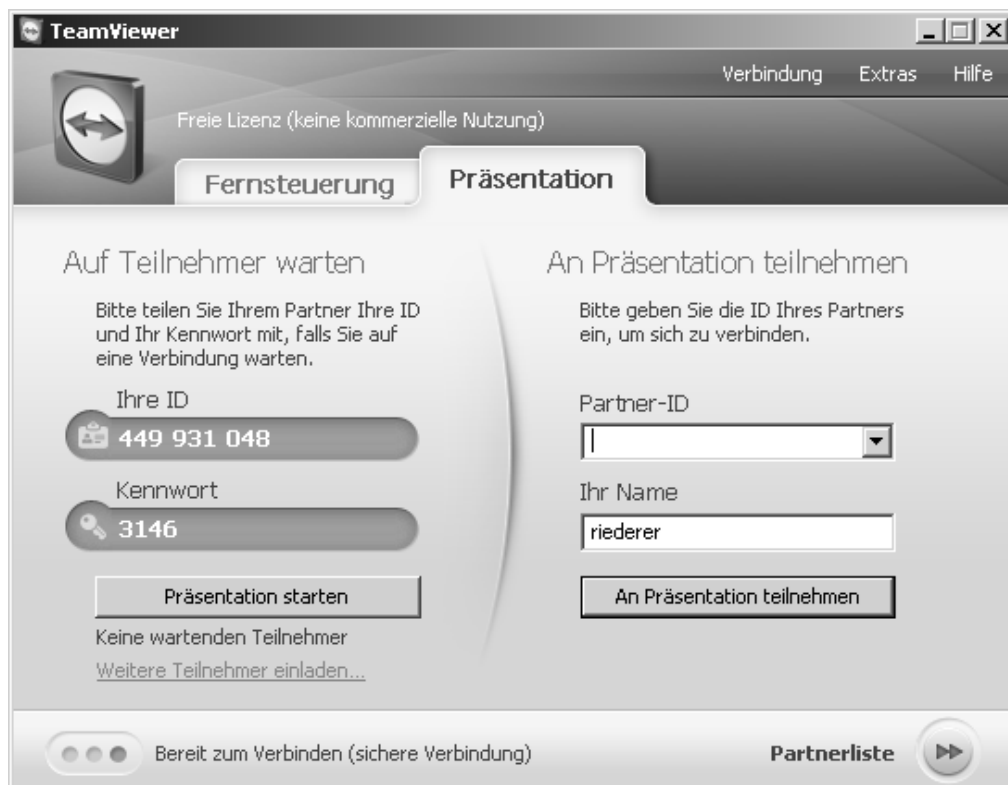 TeamViewer
Verbindung Extras Hilfe
Freie Lizenz (keine kommerzielle Nutzung)
Fernsteuerung Präsentation
Auf Teilnehmer warten
Bitte teilen Sie Ihrem Partner Ihre ID
und Ihr Kennwort mit, falls Sie auf
eine Verbindung warten.
Ihre ID
449 931 048
Kennwort
3146
Präsentation starten
Keine wartenden Teilnehmer
Weitere Teilnehmer einladen...
An Präsentation teilnehmen
Bitte geben Sie die ID Ihres Partners
ein, um sich zu verbinden.
Partner-ID
Ihr Name
riederer
An Präsentation teilnehmen
Bereit zum Verbinden (sichere Verbindung)
Partnerliste